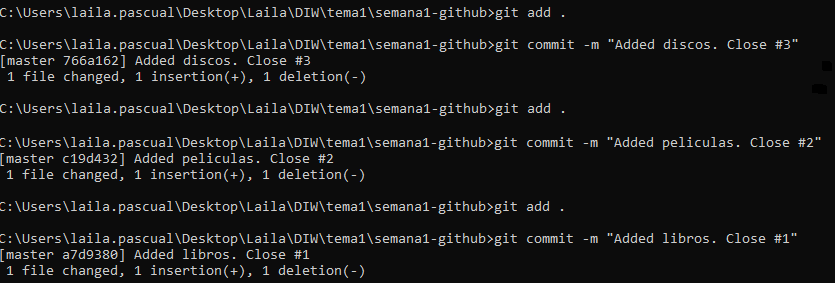 C:\Users\laila.pascual\Desktop\Laila\DIW\tema1\semana1-github>git add .
C:\Users\laila.pascual\Desktop\Laila\DIW\tema1\semana1-github>git commit -m "Added discos. Close #3"
[master 766a162] Added discos. Close #3
 1 file changed, 1 insertion(+), 1 deletion(-)
C:\Users\laila.pascual\Desktop\Laila\DIW\tema1\semana1-github>git add .
C:\Users\laila.pascual\Desktop\Laila\DIW\tema1\semana1-github>git commit -m "Added peliculas. Close #2"
[master c19d432] Added peliculas. Close #2
 1 file changed, 1 insertion(+), 1 deletion(-)
C:\Users\laila.pascual\Desktop\Laila\DIW\tema1\semana1-github>git add .
C:\Users\laila.pascual\Desktop\Laila\DIW\tema1\semana1-github>git commit -m "Added libros. Close #1"
[master a7d9380] Added libros. Close #1
 1 file changed, 1 insertion(+), 1 deletion(-)